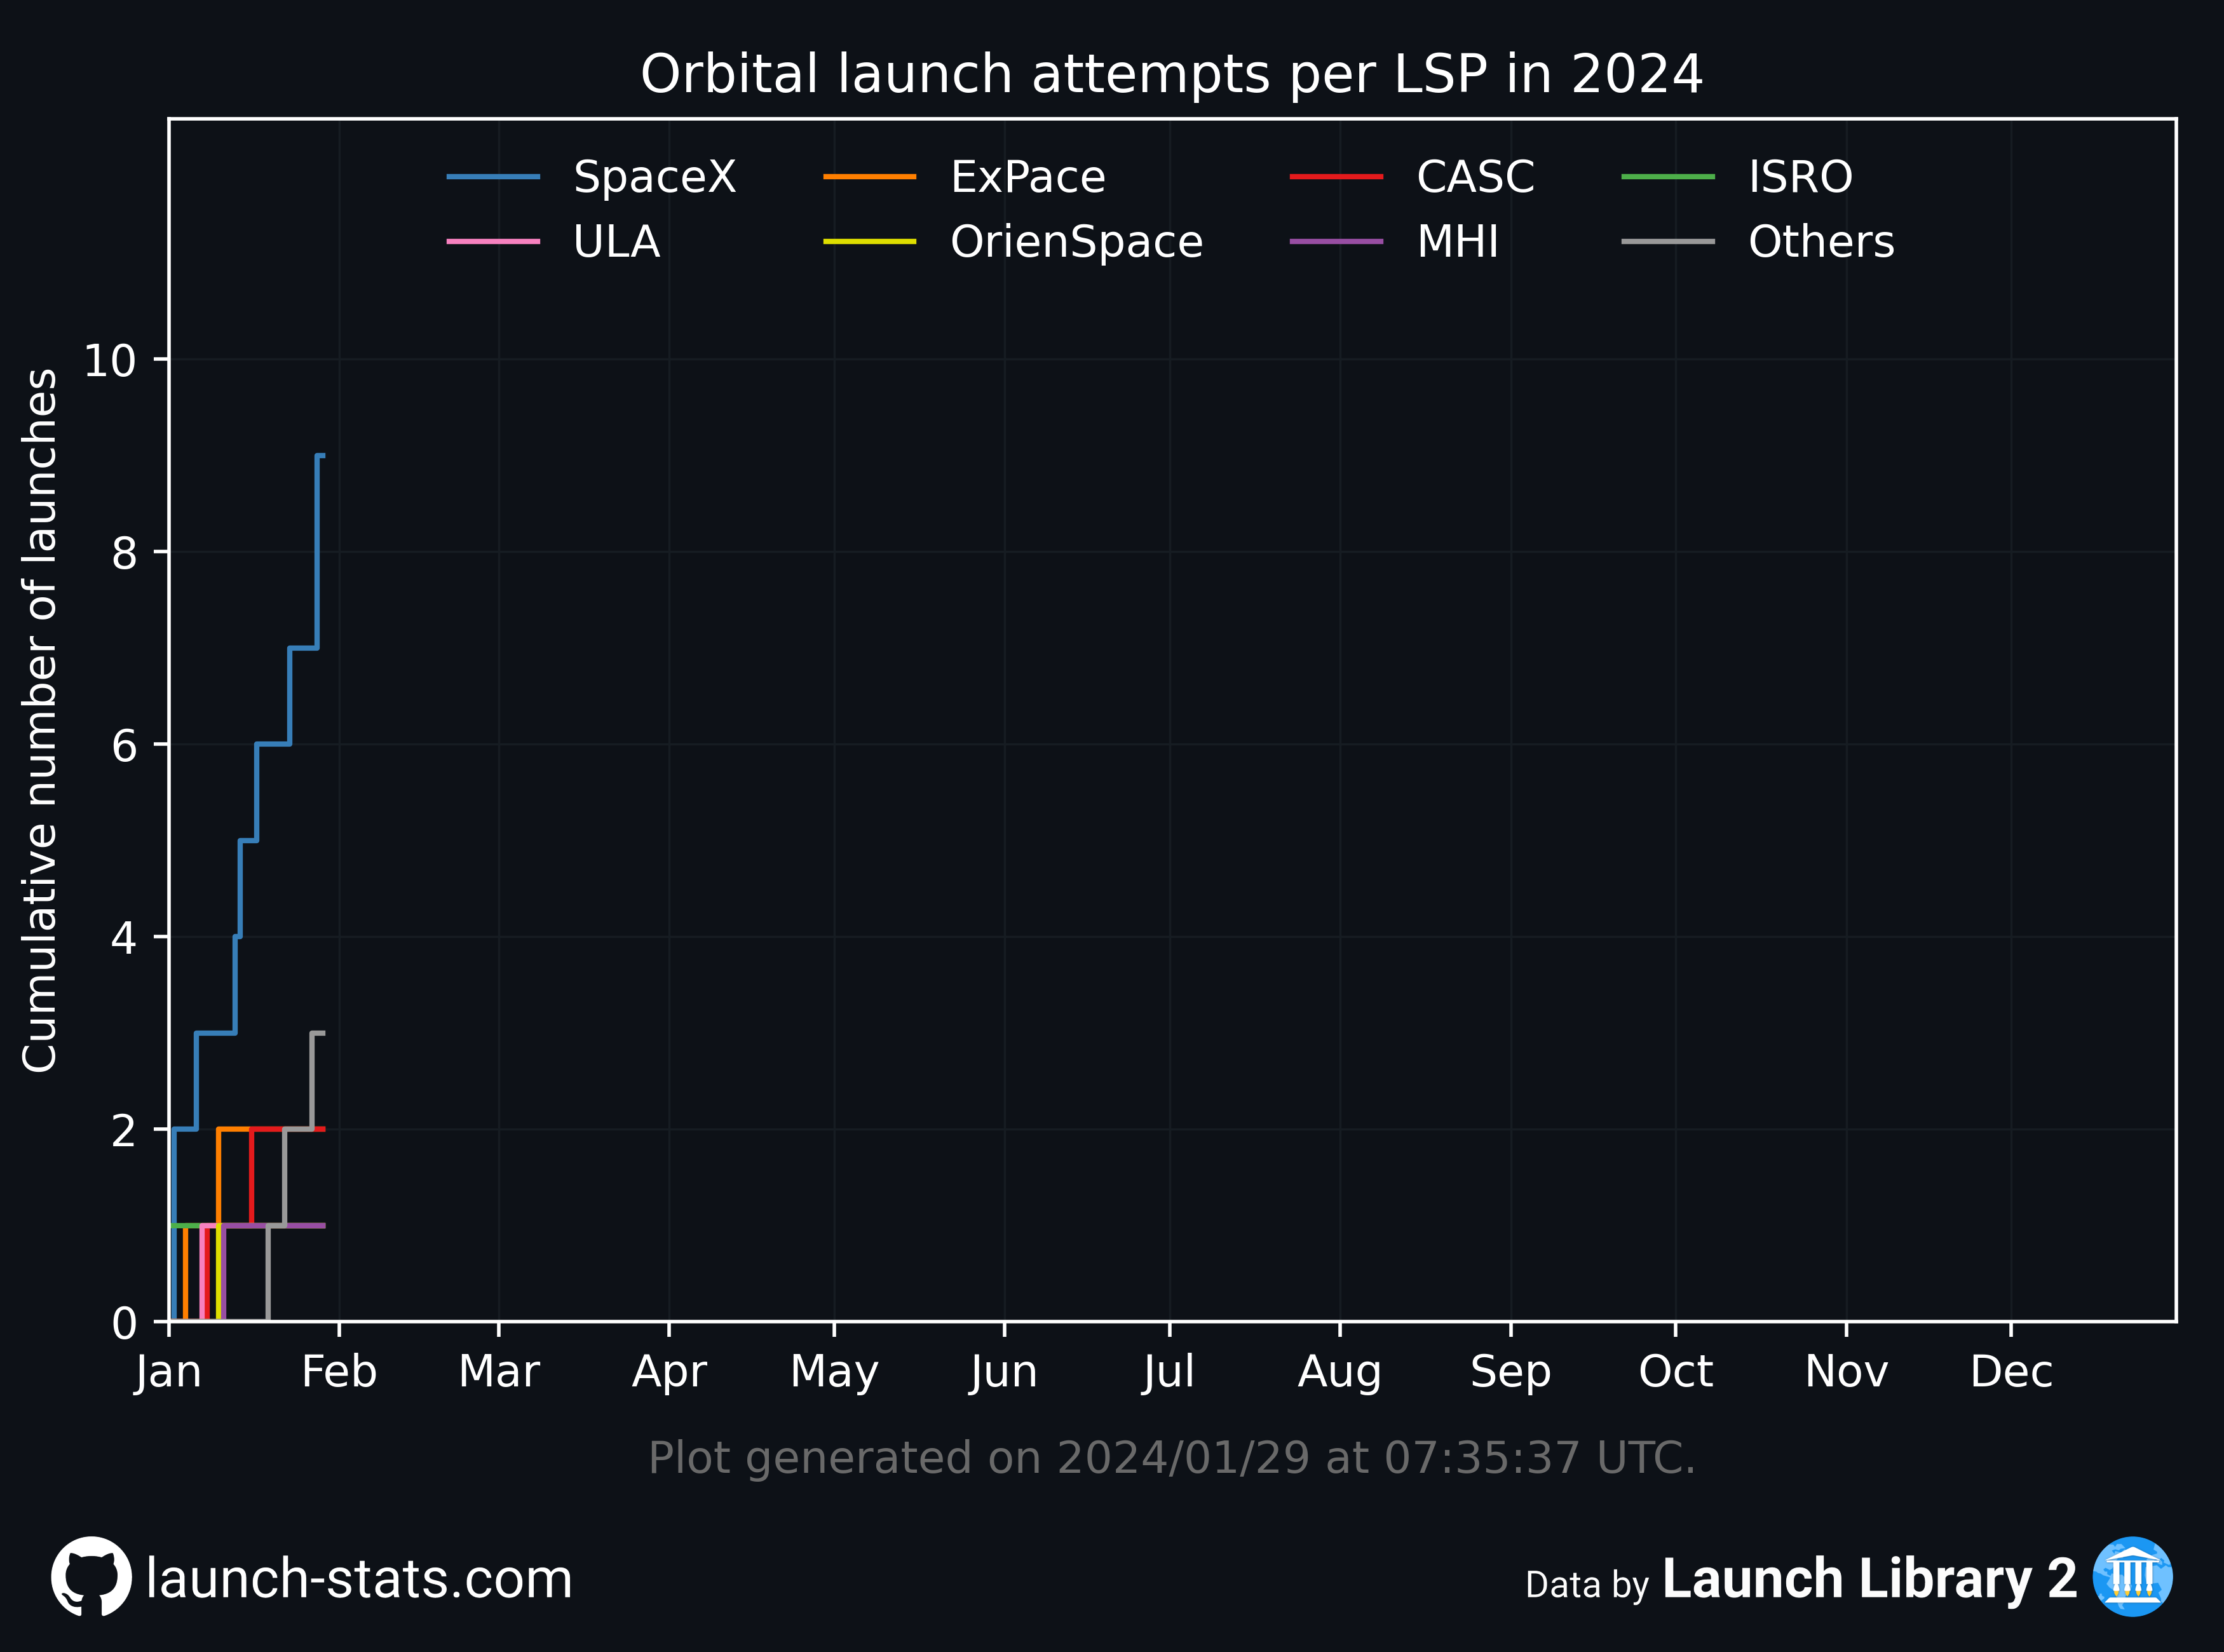 Orbital launch attempts per LSP in 2024
SpaceX ExPace CASC ISRO
ULA OrienSpace MHI Others
Cumulative number of launches
10
8
6
4
2
0
Jan Feb Mar Apr May Jun Jul Aug Sep Oct Nov Dec
Plot generated on 2024/01/29 at 07:35:37 UTC.
launch-stats.com
Data by Launch Library 2